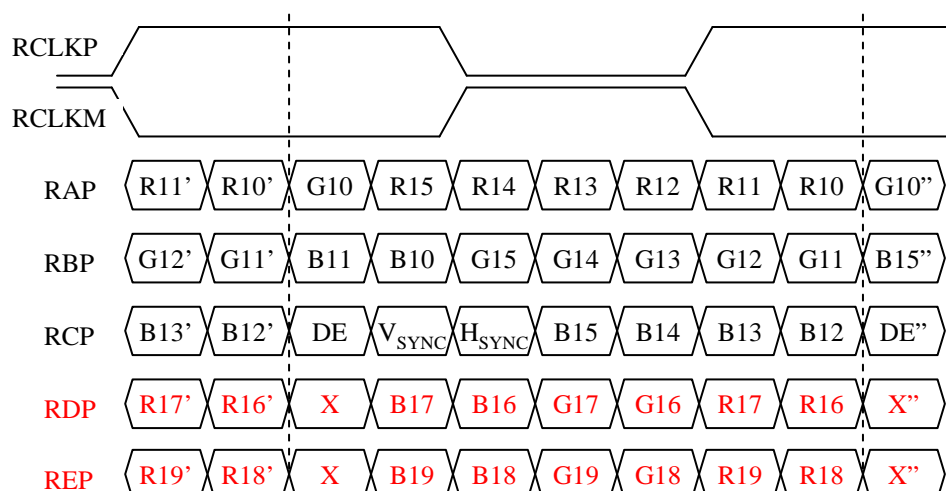 RCLKP
RCLKM
RAP R11’ R10’ G10 R15 R14 R13 R12 R11 R10 G10”
RBP G12’ G11’ B11 B10 G15 G14 G13 G12 G11 B15”
RCP B13’ B12’ DE VSYNC HSYNC B15 B14 B13 B12 DE”
RDP R17’ R16’ X B17 B16 G17 G16 R17 R16 X”
REP R19’ R18’ X B19 B18 G19 G18 R19 R18 X”